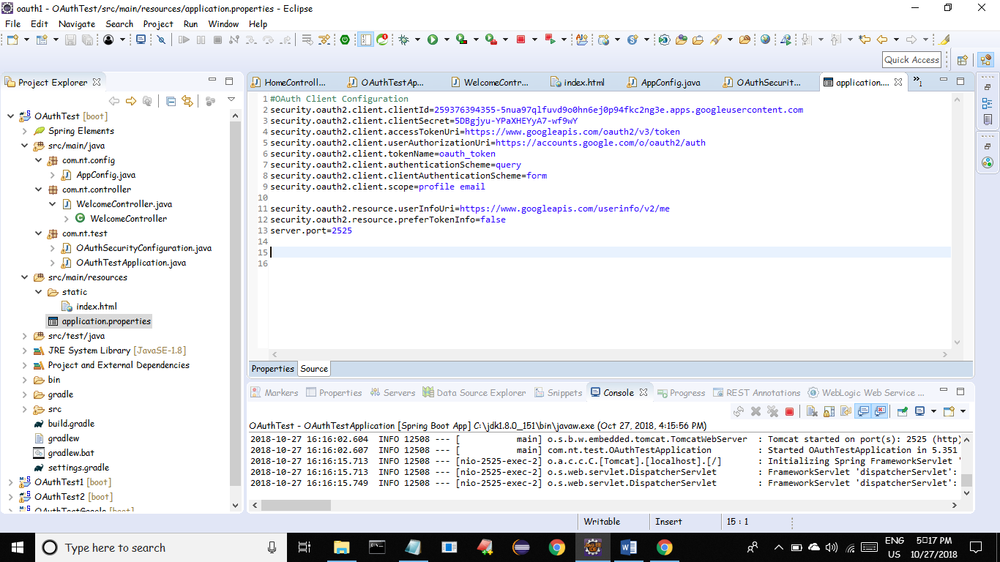 oauth1 - OAuthTest/src/main/resources/application.properties - Eclipse
File Edit Navigate Search Project Run Window Help
Quick Access
Project Explorer
OAuthTest [boot]
Spring Elements
src/main/java
com.nt.config
AppConfig.java
com.nt.controller
WelcomeController.java
WelcomeController
com.nt.test
OAuthSecurityConfiguration.java
OAuthTestApplication.java
src/main/resources
static
index.html
application.properties
src/test/java
JRE System Library [JavaSE-1.8]
Project and External Dependencies
bin
gradle
src
build.gradle
gradlew
gradlew.bat
settings.gradle
OAuthTest1 [boot]
OAuthTest2 [boot]
OAuthTestGoogle [boot]
HomeControll... OAuthTestAp... WelcomeContr... index.html AppConfig.java OAuthSecurit... application.... 1
1 #OAuth Client Configuration
2 security.oauth2.client.clientId=259376394355-5nua97qlfuvd9o0hn6ej0p94fkc2ng3e.apps.googleusercontent.com
3 security.oauth2.client.clientSecret=5DBgjyu-YPaXHEYyA7-wf9wY
4 security.oauth2.client.accessTokenUri=https://www.googleapis.com/oauth2/v3/token
5 security.oauth2.client.userAuthorizationUri=https://accounts.google.com/o/oauth2/auth
6 security.oauth2.client.tokenName=oauth_token
7 security.oauth2.client.authenticationScheme=query
8 security.oauth2.client.clientAuthenticationScheme=form
9 security.oauth2.client.scope=profile email
10
11 security.oauth2.resource.userInfoUri=https://www.googleapis.com/userinfo/v2/me
12 security.oauth2.resource.preferTokenInfo=false
13 server.port=2525
14
15
16
Properties Source
Markers Properties Servers Data Source Explorer Snippets Console Progress REST Annotations WebLogic Web Service ...
OAuthTest - OAuthTestApplication [Spring Boot App] C:\jdk1.8.0_151\bin\javaw.exe (Oct 27, 2018, 4:15:56 PM)
2018-10-27 16:16:02.604 INFO 12508 --- [ main] o.s.b.w.embedded.tomcat.TomcatWebServer : Tomcat started on port(s): 2525 (http)
2018-10-27 16:16:02.607 INFO 12508 --- [ main] com.nt.test.OAuthTestApplication : Started OAuthTestApplication in 5.351
2018-10-27 16:16:15.713 INFO 12508 --- [nio-2525-exec-2] o.a.c.c.C.[Tomcat].[localhost].[/] : Initializing Spring FrameworkServlet '
2018-10-27 16:16:15.713 INFO 12508 --- [nio-2525-exec-2] o.s.web.servlet.DispatcherServlet : FrameworkServlet 'dispatcherServlet':
2018-10-27 16:16:15.749 INFO 12508 --- [nio-2525-exec-2] o.s.web.servlet.DispatcherServlet : FrameworkServlet 'dispatcherServlet':
Writable Insert 15 : 1
Type here to search
ENG 5:17 PM
US 10/27/2018